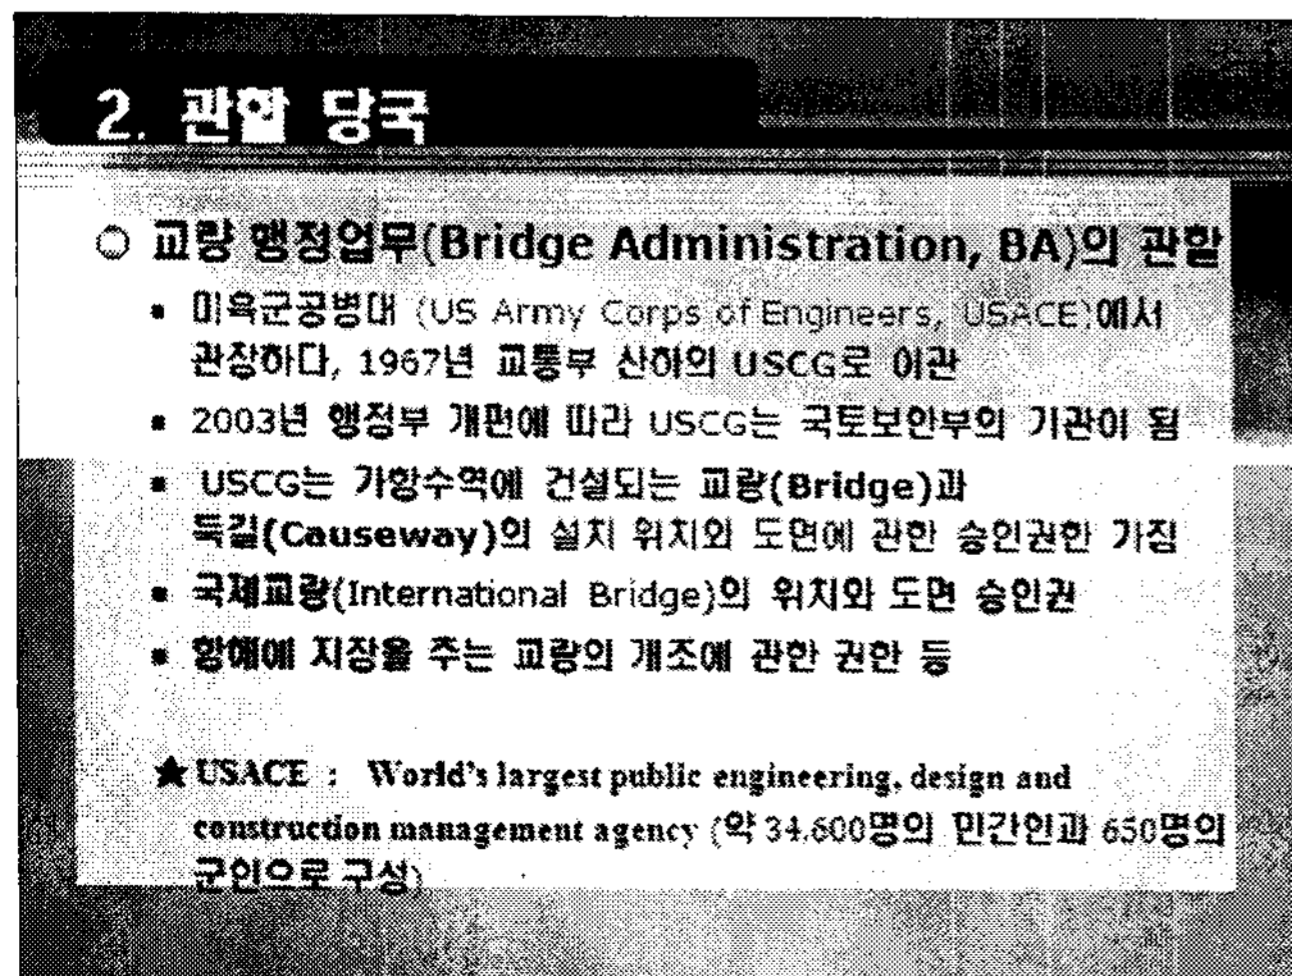 2. 관할 당국
○ 교량 행정업무(Bridge Administration, BA)의 관할
▪ 미육군공병대 (US Army Corps of Engineers, USACE)에서
관장하다, 1967년 교통부 산하의 USCG로 이관
▪ 2003년 행정부 개편에 따라 USCG는 국토보안부의 기관이 됨
▪ USCG는 가항수역에 건설되는 교량(Bridge)과
둑길(Causeway)의 설치 위치와 도면에 관한 승인권한 가짐
▪ 국제교량(International Bridge)의 위치와 도면 승인권
▪ 항해에 지장을 주는 교량의 개조에 관한 권한 등
★ USACE : World's largest public engineering, design and
construction management agency (약 34,600명의 민간인과 650명의
군인으로 구성)